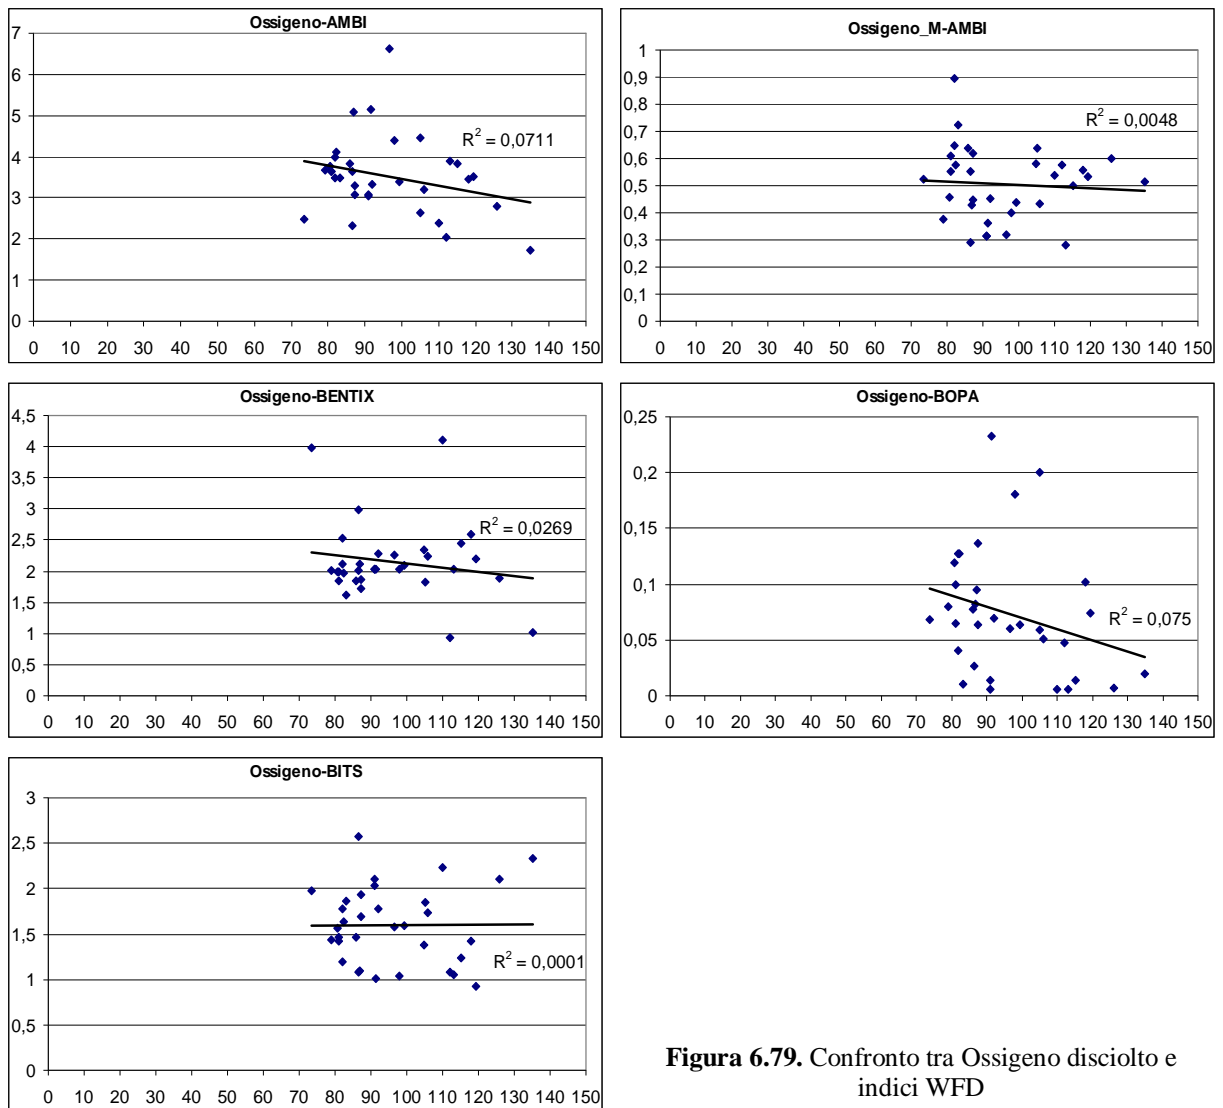 Ossigeno-AMBI
7
6
5
4
3
2
1
0
R² = 0,0711
0 10 20 30 40 50 60 70 80 90 100 110 120 130 140 150
Ossigeno_M-AMBI
1
0,9
0,8
0,7
0,6
0,5
0,4
0,3
0,2
0,1
0
R² = 0,0048
0 10 20 30 40 50 60 70 80 90 100 110 120 130 140 150
Ossigeno-BENTIX
4,5
4
3,5
3
2,5
2
1,5
1
0,5
0
R² = 0,0269
0 10 20 30 40 50 60 70 80 90 100 110 120 130 140 150
Ossigeno-BOPA
0,25
0,2
0,15
0,1
0,05
0
R² = 0,075
0 10 20 30 40 50 60 70 80 90 100 110 120 130 140 150
Ossigeno-BITS
3
2,5
2
1,5
1
0,5
0
R² = 0,0001
0 10 20 30 40 50 60 70 80 90 100 110 120 130 140 150
Figura 6.79. Confronto tra Ossigeno disciolto e
indici WFD